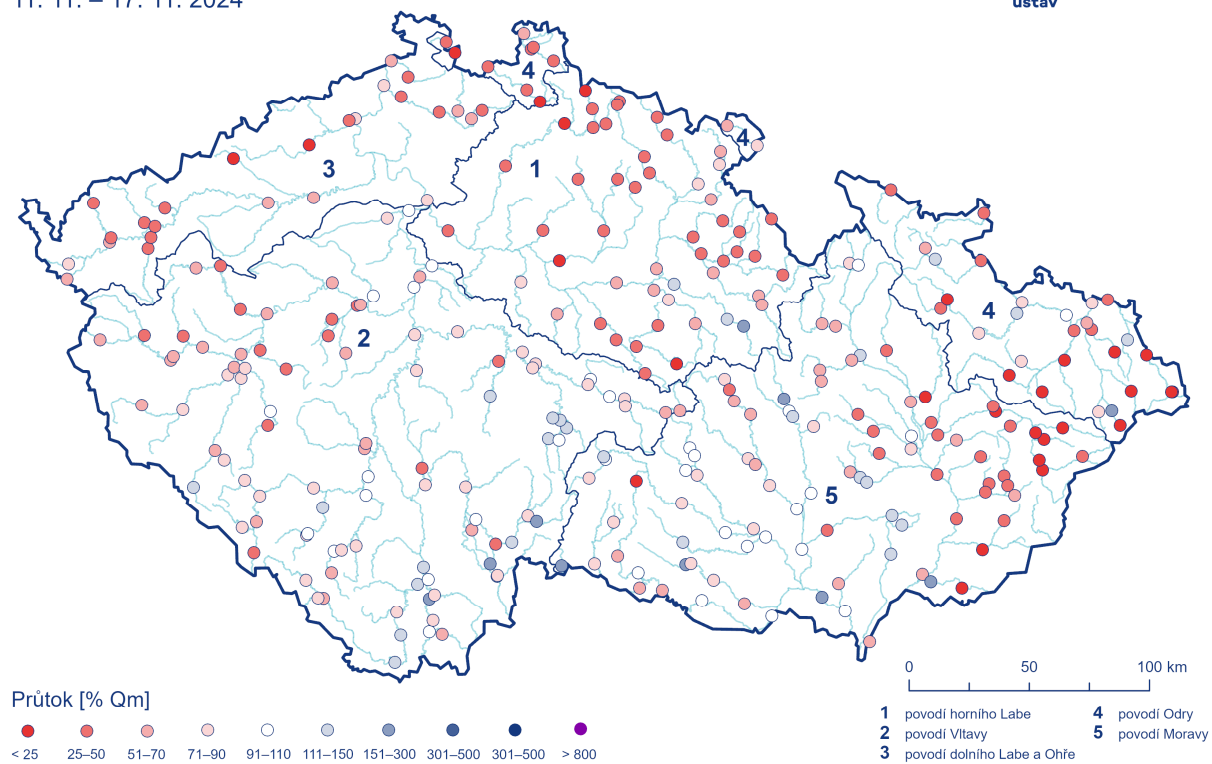 11. 11. – 17. 11. 2024
ústav
4
4
3
1
2
4
5
Průtok [% Qm]
< 25
25–50
51–70
71–90
91–110
111–150
151–300
301–500
301–500
> 800
0
50
100 km
1 povodí horního Labe
2 povodí Vltavy
3 povodí dolního Labe a Ohře
4 povodí Odry
5 povodí Moravy